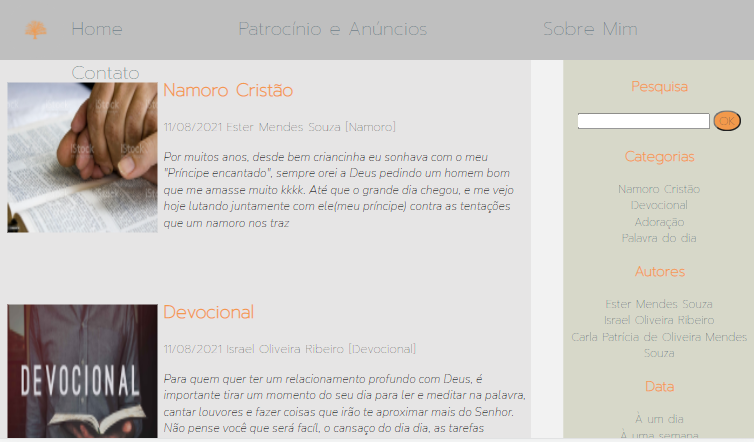 Home
Patrocínio e Anúncios
Sobre Mim
Contato
iStock
Namoro Cristão
11/08/2021 Ester Mendes Souza [Namoro]
Por muitos anos, desde bem criancinha eu sonhava com o meu
"Príncipe encantado", sempre orei a Deus pedindo um homem bom
que me amasse muito kkkk. Até que o grande dia chegou, e me vejo
hoje lutando juntamente com ele(meu príncipe) contra as tentações
que um namoro nos traz
DEVOCIONAL
Devocional
11/08/2021 Israel Oliveira Ribeiro [Devocional]
Para quem quer ter um relacionamento profundo com Deus, é
importante tirar um momento do seu dia para ler e meditar na palavra,
cantar louvores e fazer coisas que irão te aproximar mais do Senhor.
Não pense você que será facíl, o cansaço do dia dia, as tarefas
Pesquisa
OK
Categorias
Namoro Cristão
Devocional
Adoração
Palavra do dia
Autores
Ester Mendes Souza
Israel Oliveira Ribeiro
Carla Patrícia de Oliveira Mendes
Souza
Data
À um dia
À uma semana